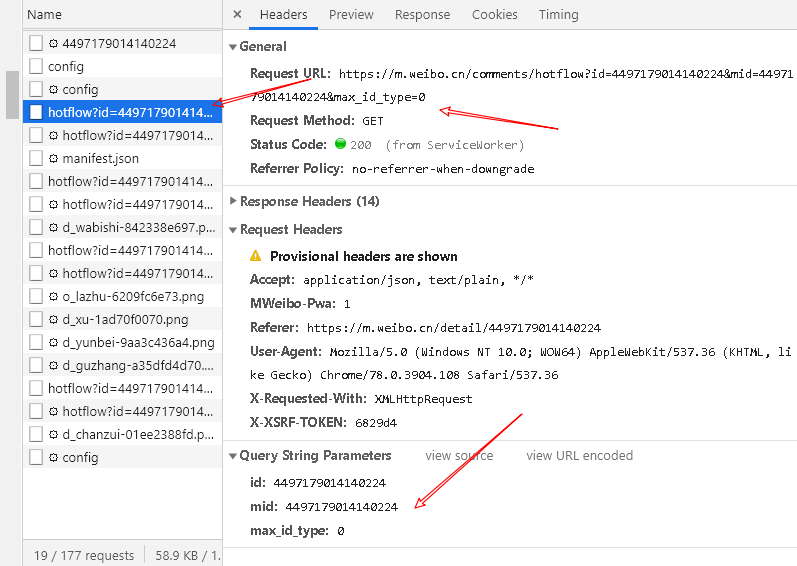 Name
4497179014140224
config
config
hotflow?id=449717901414...
hotflow?id=4497179014...
manifest.json
hotflow?id=449717901414...
hotflow?id=4497179014...
d_wabishi-842338e697.p...
hotflow?id=449717901414...
hotflow?id=4497179014...
o_lazhu-6209fc6e73.png
d_xu-1ad70f0070.png
d_yunbei-9aa3c436a4.png
d_guzhang-a35dfd4d70....
hotflow?id=449717901414...
hotflow?id=4497179014...
d_chanzui-01ee2388fd.p...
config
19 / 177 requests
58.9 KB / 1.
× Headers Preview Response Cookies Timing
General
Request URL: https://m.weibo.cn/comments/hotflow?id=4497179014140224&mid=44971
79014140224&max_id_type=0
Request Method: GET
Status Code: 200 (from ServiceWorker)
Referrer Policy: no-referrer-when-downgrade
Response Headers (14)
Request Headers
Provisional headers are shown
Accept: application/json, text/plain, */*
MWeibo-Pwa: 1
Referer: https://m.weibo.cn/detail/4497179014140224
User-Agent: Mozilla/5.0 (Windows NT 10.0; WOW64) AppleWebKit/537.36 (KHTML, li
ke Gecko) Chrome/78.0.3904.108 Safari/537.36
X-Requested-With: XMLHttpRequest
X-XSRF-TOKEN: 6829d4
Query String Parameters view source view URL encoded
id: 4497179014140224
mid: 4497179014140224
max_id_type: 0